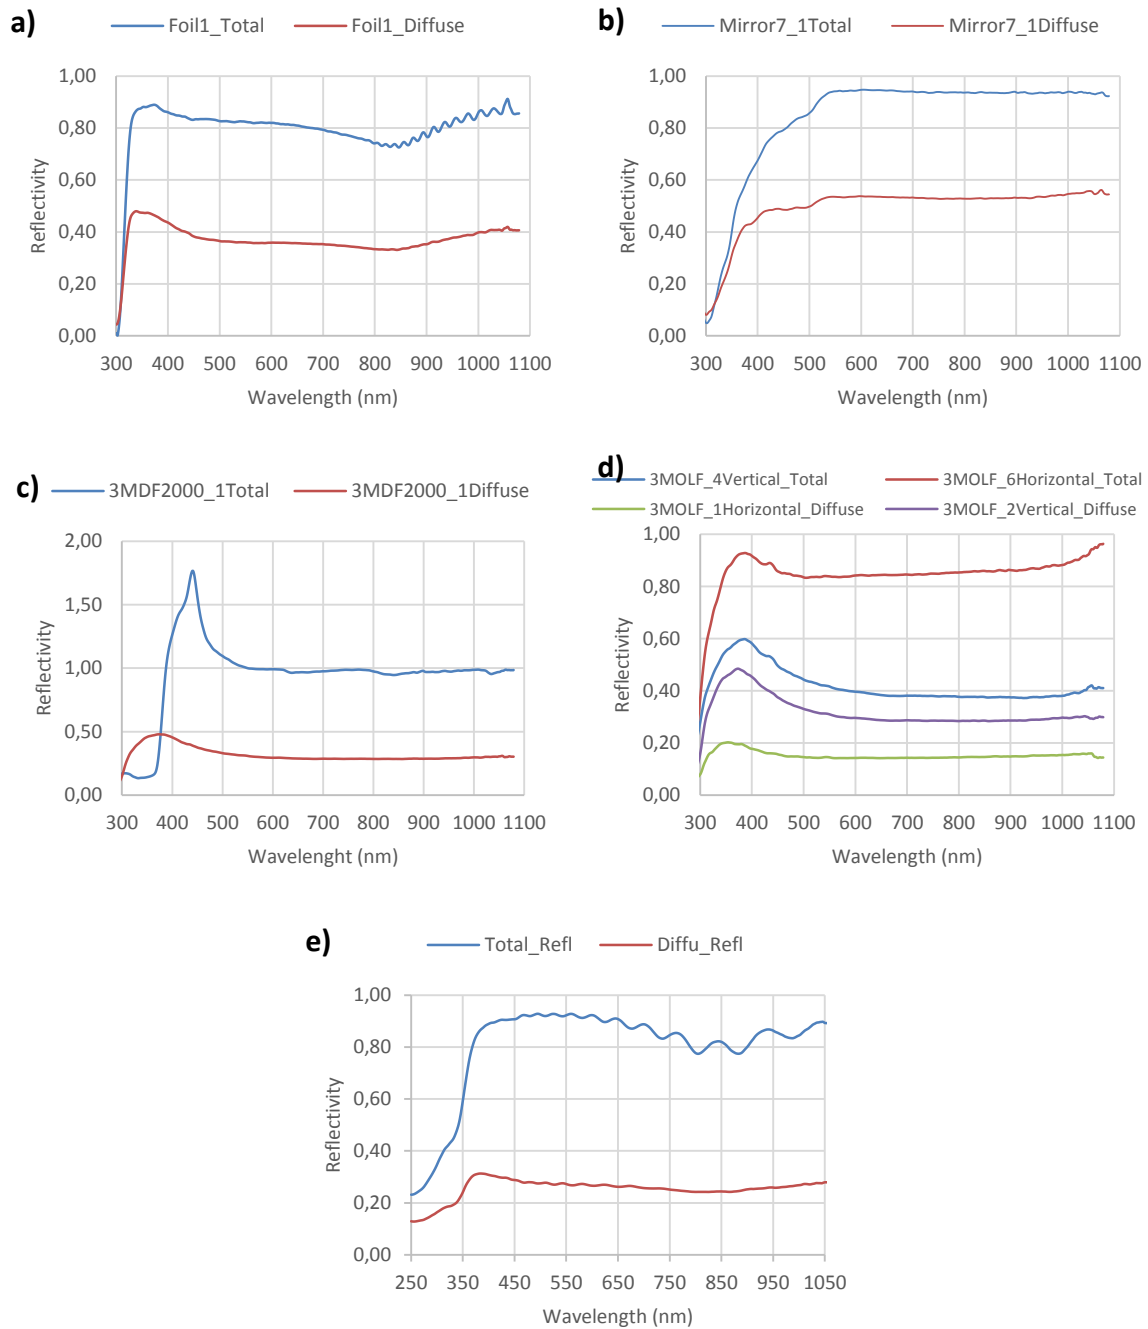 a)
Foil1_Total Foil1_Diffuse
1,00
0,80
0,60
0,40
0,20
0,00
Reflectivity
300 400 500 600 700 800 900 1000 1100
Wavelength (nm)
b)
Mirror7_1Total Mirror7_1Diffuse
1,00
0,80
0,60
0,40
0,20
0,00
Reflectivity
300 400 500 600 700 800 900 1000 1100
Wavelength (nm)
c)
3MDF2000_1Total 3MDF2000_1Diffuse
2,00
1,50
1,00
0,50
0,00
Reflectivity
300 400 500 600 700 800 900 1000 1100
Wavelenght (nm)
d)
3MOLF_4Vertical_Total 3MOLF_6Horizontal_Total
3MOLF_1Horizontal_Diffuse 3MOLF_2Vertical_Diffuse
1,00
0,80
0,60
0,40
0,20
0,00
Reflectivity
300 400 500 600 700 800 900 1000 1100
Wavelength (nm)
e)
Total_Refl Diffu_Refl
1,00
0,80
0,60
0,40
0,20
0,00
Reflectivity
250 350 450 550 650 750 850 950 1050
Wavelength (nm)